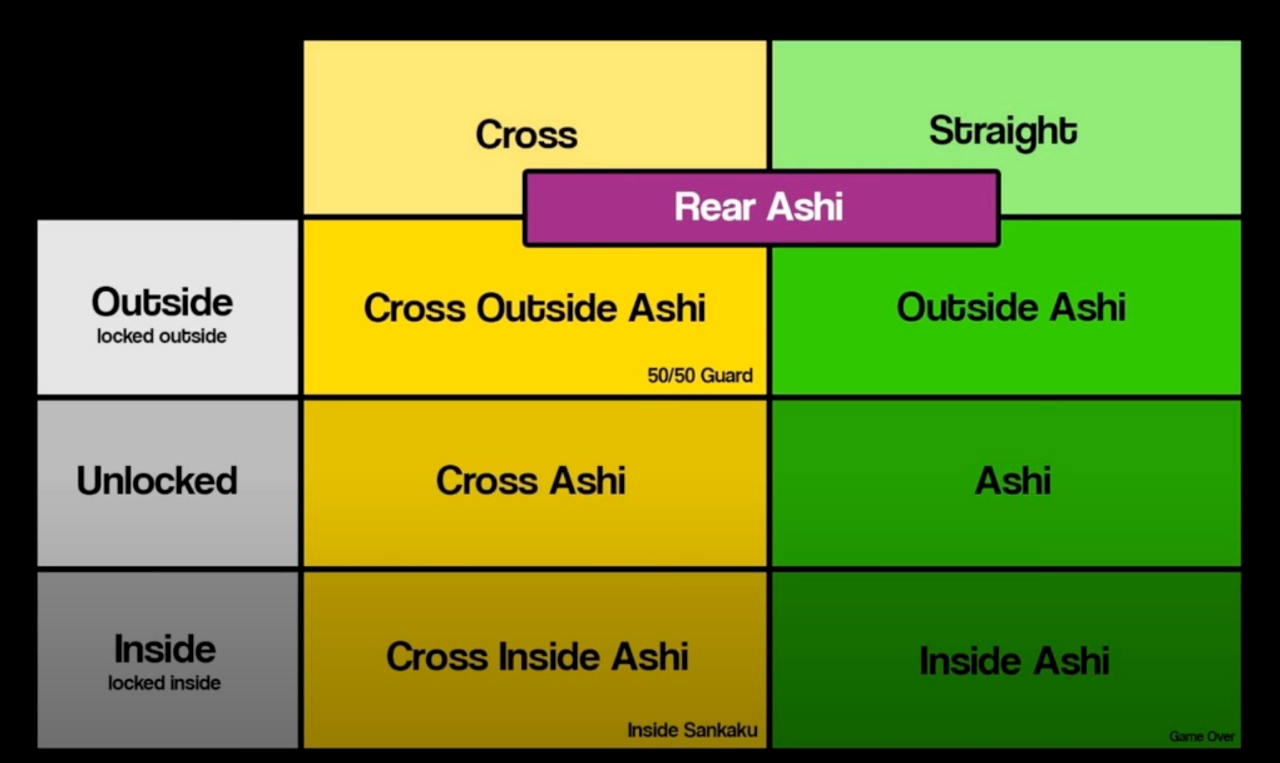 Cross
Straight
Rear Ashi
Outside
locked outside
Cross Outside Ashi
50/50 Guard
Outside Ashi
Unlocked
Cross Ashi
Ashi
Inside
locked inside
Cross Inside Ashi
Inside Sankaku
Inside Ashi
Game Over